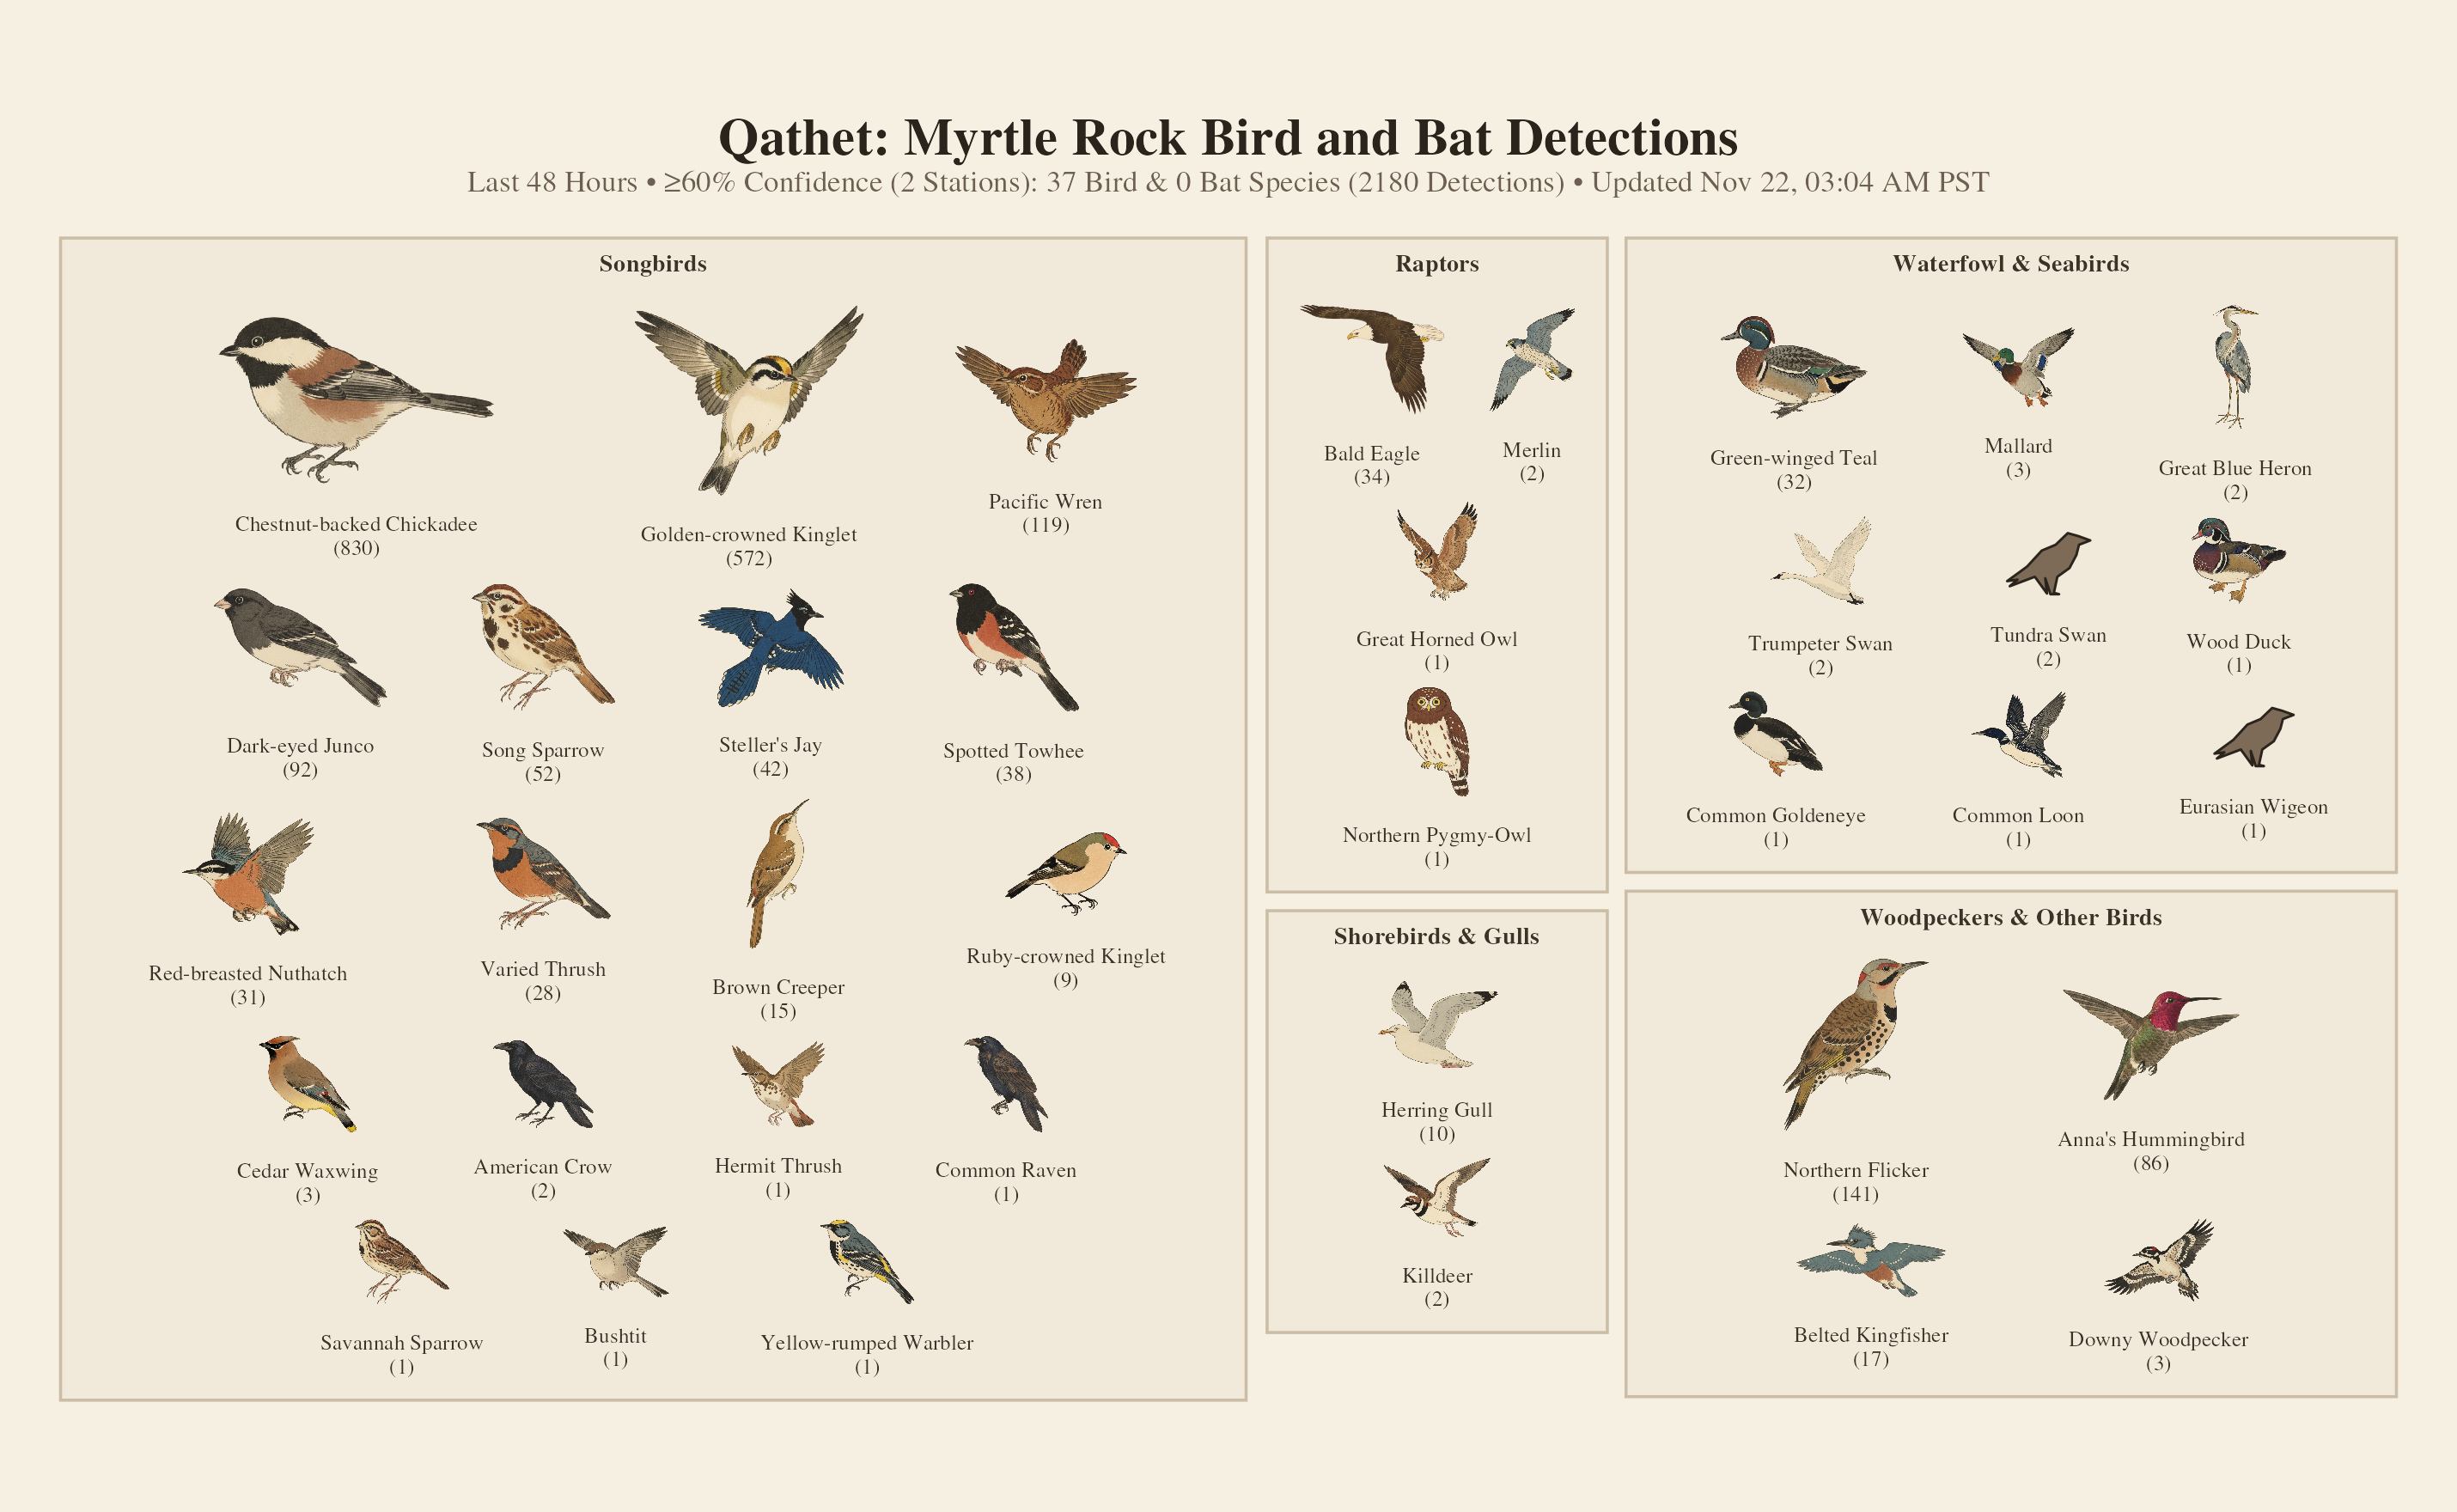 Qathet: Myrtle Rock Bird and Bat Detections
Last 48 Hours • ≥60% Confidence (2 Stations): 37 Bird & 0 Bat Species (2180 Detections) • Updated Nov 22, 03:04 AM PST
Songbirds
Chestnut-backed Chickadee
(830)
Golden-crowned Kinglet
(572)
Pacific Wren
(119)
Dark-eyed Junco
(92)
Song Sparrow
(52)
Steller's Jay
(42)
Spotted Towhee
(38)
Red-breasted Nuthatch
(31)
Varied Thrush
(28)
Brown Creeper
(15)
Ruby-crowned Kinglet
(9)
Cedar Waxwing
(3)
American Crow
(2)
Hermit Thrush
(1)
Common Raven
(1)
Savannah Sparrow
(1)
Bushtit
(1)
Yellow-rumped Warbler
(1)
Raptors
Bald Eagle
(34)
Merlin
(2)
Great Horned Owl
(1)
Northern Pygmy-Owl
(1)
Shorebirds & Gulls
Herring Gull
(10)
Killdeer
(2)
Waterfowl & Seabirds
Green-winged Teal
(32)
Mallard
(3)
Great Blue Heron
(2)
Trumpeter Swan
(2)
Tundra Swan
(2)
Wood Duck
(1)
Common Goldeneye
(1)
Common Loon
(1)
Eurasian Wigeon
(1)
Woodpeckers & Other Birds
Northern Flicker
(141)
Anna's Hummingbird
(86)
Belted Kingfisher
(17)
Downy Woodpecker
(3)